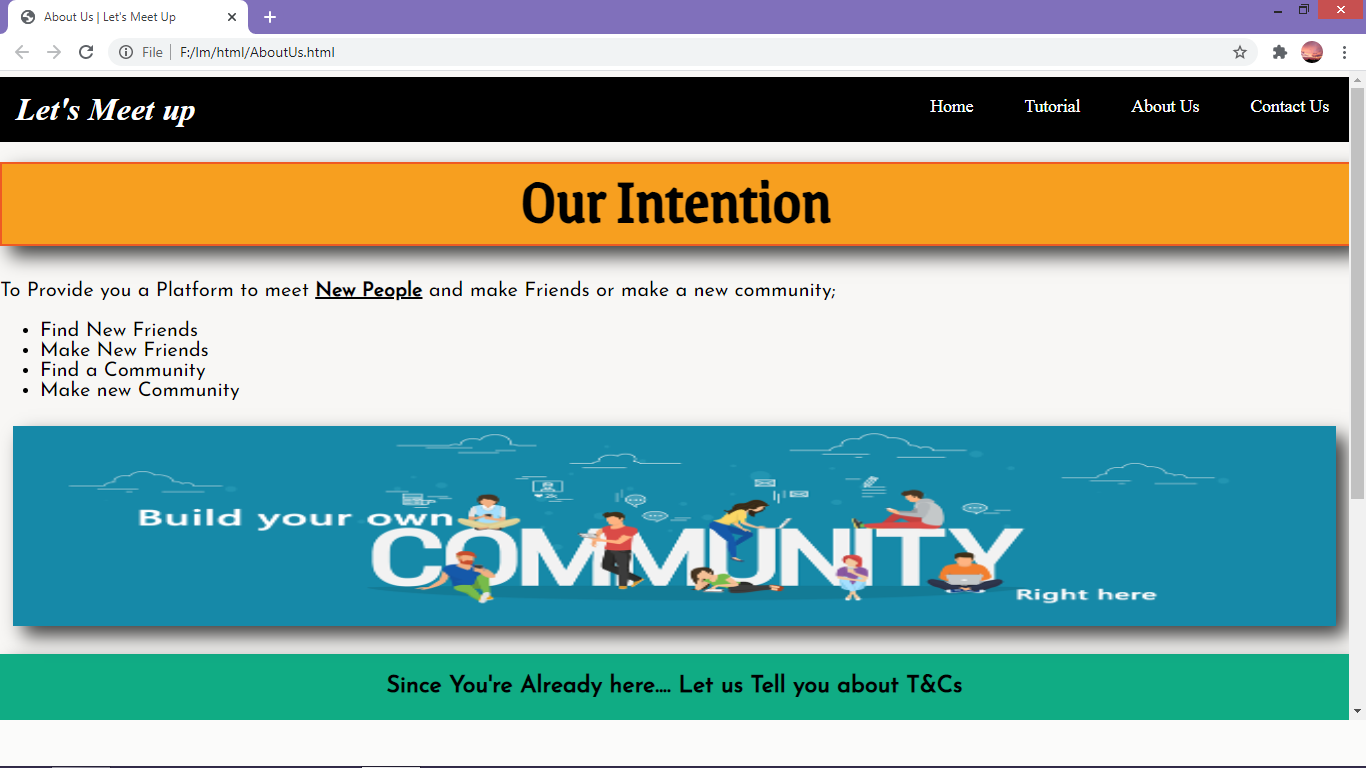 About Us | Let's Meet Up
File | F:/lm/html/AboutUs.html
Let's Meet up
Home Tutorial About Us Contact Us
Our Intention
To Provide you a Platform to meet New People and make Friends or make a new community;
• Find New Friends
• Make New Friends
• Find a Community
• Make new Community
Build your own
COMMUNITY
Right here
Since You're Already here.... Let us Tell you about T&Cs